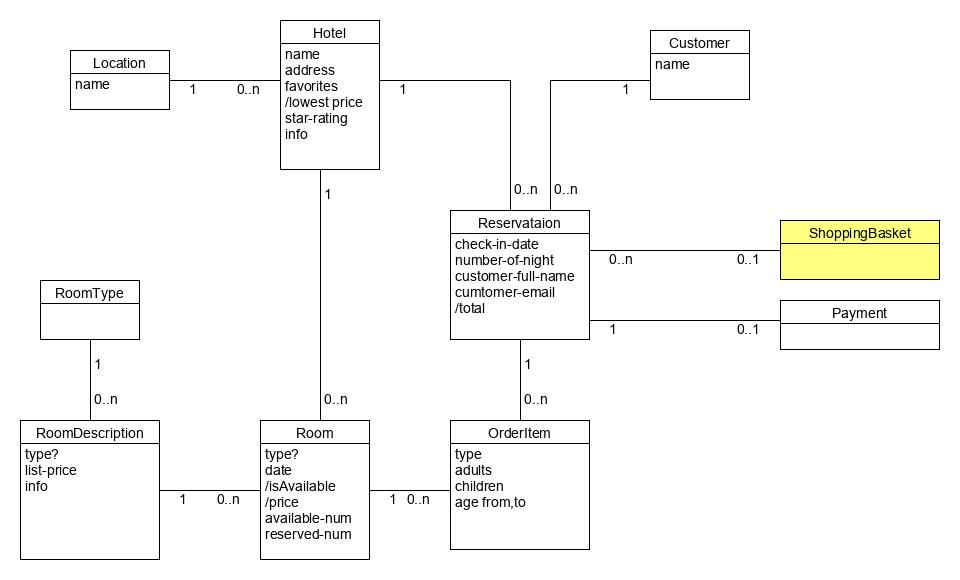 Hotel
name
address
favorites
/lowest price
star-rating
info
Customer
name
Location
name
1
0..n
1
1
1
0..n
0..n
Reservataion
check-in-date
number-of-night
customer-full-name
cumtomer-email
/total
ShoppingBasket
0..n
0..1
Payment
1
0..1
RoomType
1
0..n
0..n
1
0..n
RoomDescription
type?
list-price
info
Room
type?
date
/isAvailable
/price
available-num
reserved-num
OrderItem
type
adults
children
age from,to
1
0..n
1
0..n